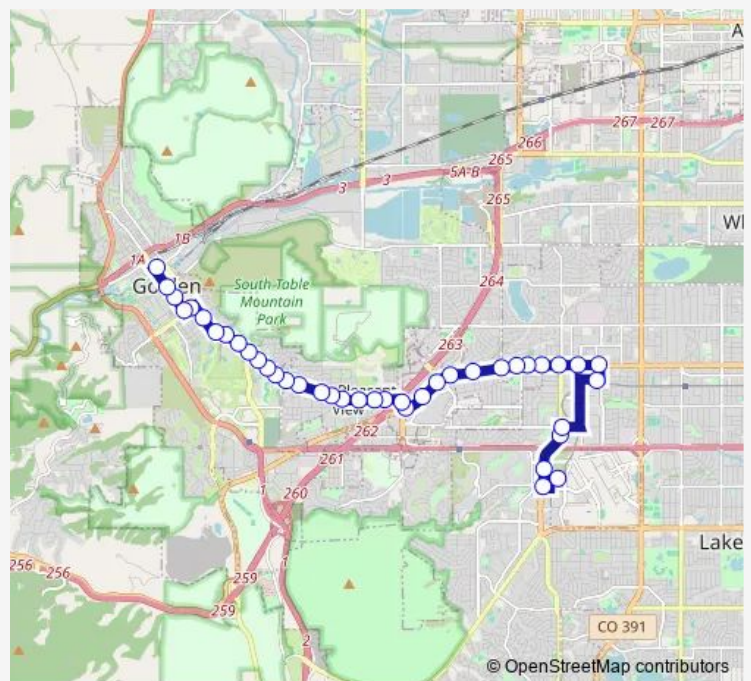 A
267
267
266
265
5A-B
3
3
265
1B
1A
Wh
264
Golden
South Table
Mountain
Park
263
Pleasant
View
262
261
1
260
1
256
256
259
259
2
Lake
CO 391
© OpenStreetMap contributors